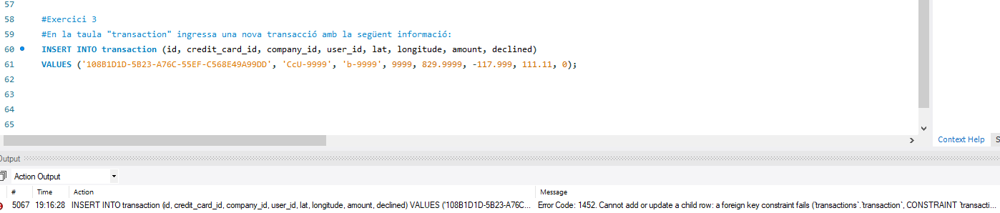 57
58 #Exercici 3
59 #En la taula "transaction" ingressa una nova transacció amb la següent informació:
60 INSERT INTO transaction (id, credit_card_id, company_id, user_id, lat, longitude, amount, declined)
61 VALUES ('108B1D1D-5B23-A76C-55EF-C568E49A99DD', 'CcU-9999', 'b-9999', 9999, 829.9999, -117.999, 111.11, 0);
62
63
64
65
Context Help S
Output
Action Output
# Time Action Message
5067 19:16:28 INSERT INTO transaction (id, credit_card_id, company_id, user_id, lat, longitude, amount, declined) VALUES ('108B1D1D-5B23-A76C... Error Code: 1452. Cannot add or update a child row: a foreign key constraint fails (`transactions`.`transaction`, CONSTRAINT `transacti...